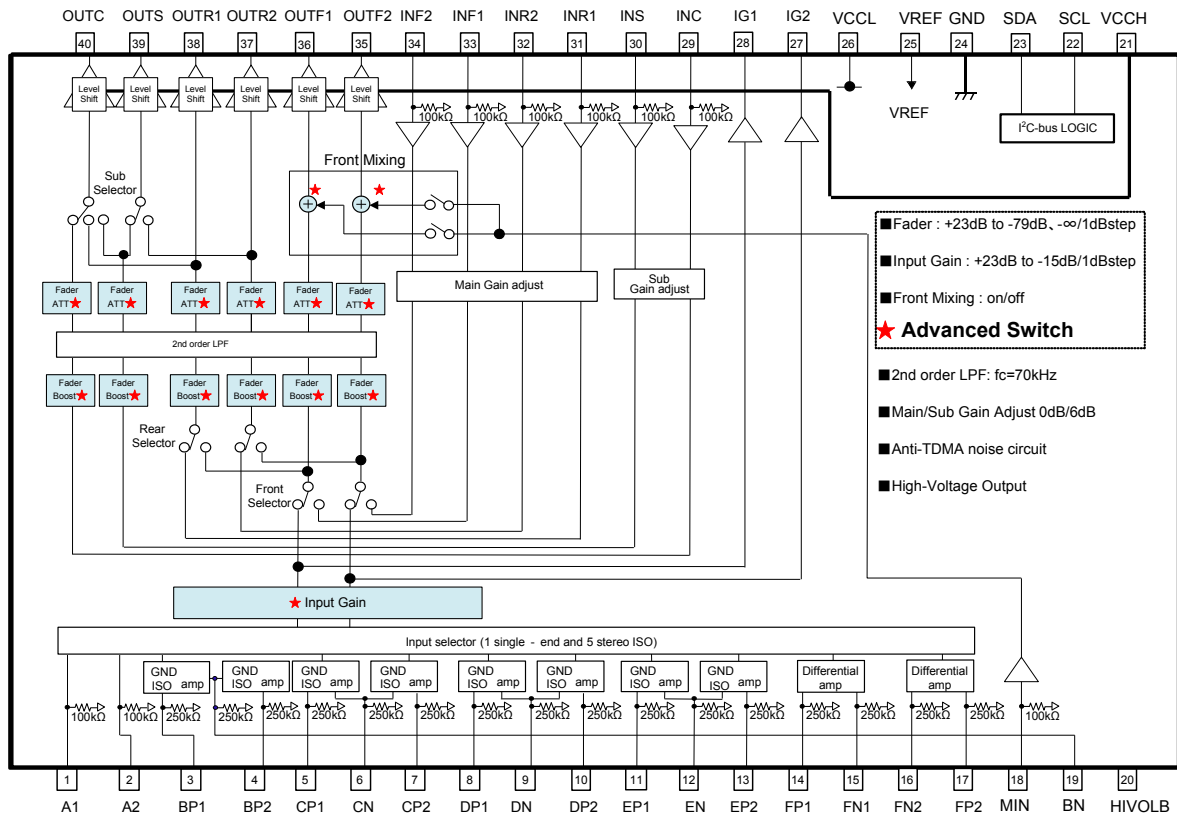 OUTC OUTS OUTR1 OUTR2 OUTF1 OUTF2 INF2 INF1 INR2 INR1 INS INC IG1 IG2 VCCL VREF GND SDA SCL VCCH
40 39 38 37 36 35 34 33 32 31 30 29 28 27 26 25 24 23 22 21
Level Shift
Level Shift
Level Shift
Level Shift
Level Shift
Level Shift
100kΩ 100kΩ 100kΩ 100kΩ 100kΩ 100kΩ
VREF
I²C-bus LOGIC
Front Mixing
Sub
Selector
★ ★
+ +
■Fader : +23dB to -79dB、-∞/1dBstep
■Input Gain : +23dB to -15dB/1dBstep
■Front Mixing : on/off
★ Advanced Switch
■2nd order LPF: fc=70kHz
■Main/Sub Gain Adjust 0dB/6dB
■Anti-TDMA noise circuit
■High-Voltage Output
Main Gain adjust
Sub
Gain adjust
Fader Fader Fader Fader Fader Fader
ATT★ ATT★ ATT★ ATT★ ATT★ ATT★
2nd order LPF
Fader Fader Fader Fader Fader Fader
Boost★ Boost★ Boost★ Boost★ Boost★ Boost★
Rear
Selector
Front
Selector
★ Input Gain
Input selector (1 single - end and 5 stereo ISO)
GND ISO amp
GND ISO amp
GND ISO amp
GND ISO amp
GND ISO amp
GND ISO amp
GND ISO amp
GND ISO amp
Differential amp
Differential amp
100kΩ 100kΩ 250kΩ 250kΩ 250kΩ 250kΩ 250kΩ 250kΩ 250kΩ 250kΩ 250kΩ 250kΩ 250kΩ 250kΩ 250kΩ 250kΩ 250kΩ 250kΩ 100kΩ
1 2 3 4 5 6 7 8 9 10 11 12 13 14 15 16 17 18 19 20
A1 A2 BP1 BP2 CP1 CN CP2 DP1 DN DP2 EP1 EN EP2 FP1 FN1 FN2 FP2 MIN BN HIVOLB